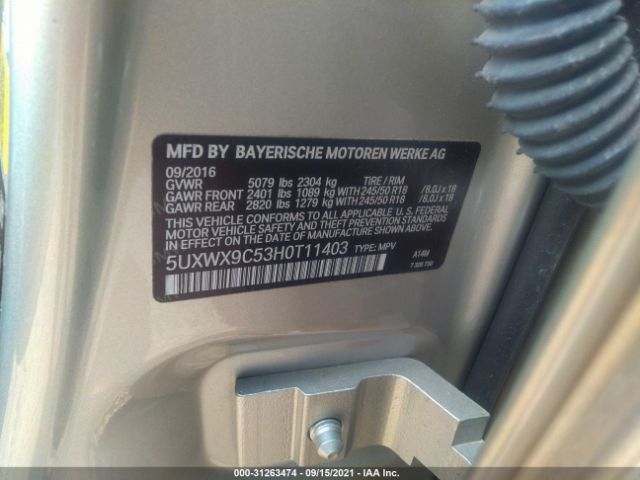 MFD BY BAYERISCHE MOTOREN WERKE AG
09/2016
GVWR 5079 lbs 2304 kg TIRE / RIM
GAWR FRONT 2401 lbs 1089 kg WITH 245/50 R18 /8.0J x 18
GAWR REAR 2820 lbs 1279 kg WITH 245/50 R18 /8.0J x 18
THIS VEHICLE CONFORMS TO ALL APPLICABLE U.S. FEDERAL
MOTOR VEHICLE SAFETY, BUMPER, AND THEFT PREVENTION
STANDARDS IN EFFECT ON THE DATE OF MANUFACTURE SHOWN ABOVE.
5UXWX9C53H0T11403 TYPE: MPV A14M
000-31263474 - 09/15/2021 - IAA Inc.